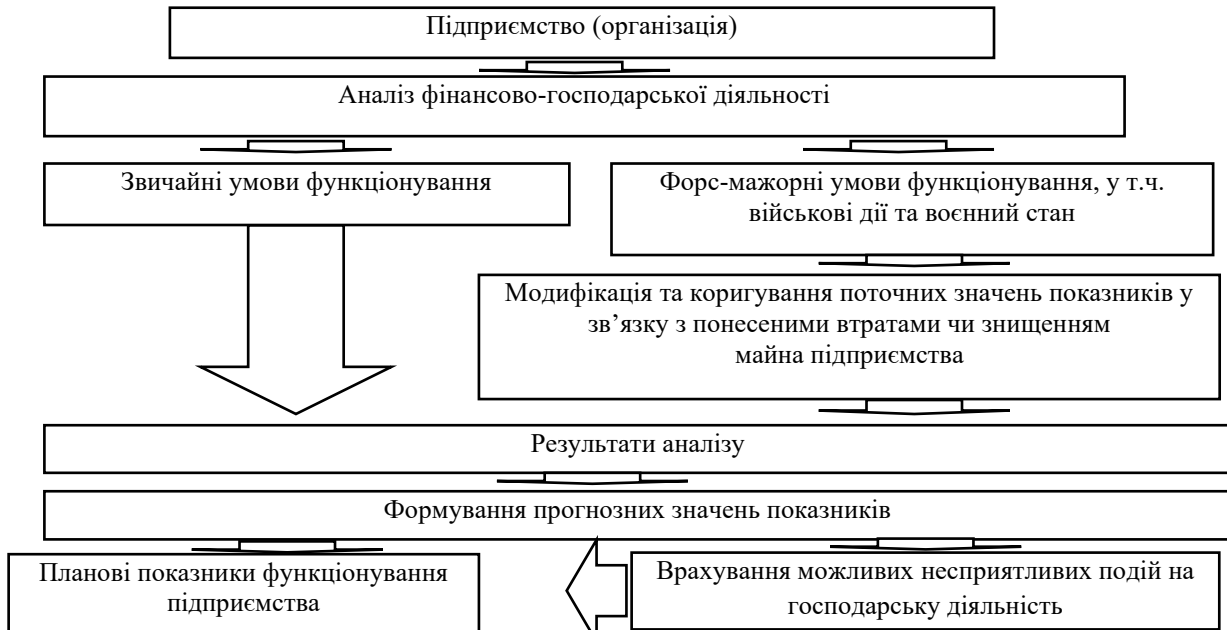 Підприємство (організація)
Аналіз фінансово-господарської діяльності
Звичайні умови функціонування
Форс-мажорні умови функціонування, у т.ч.
військові дії та воєнний стан
Модифікація та коригування поточних значень показників у
зв’язку з понесеними втратами чи знищенням
майна підприємства
Результати аналізу
Формування прогнозних значень показників
Планові показники функціонування
підприємства
Врахування можливих несприятливих подій на
господарську діяльність